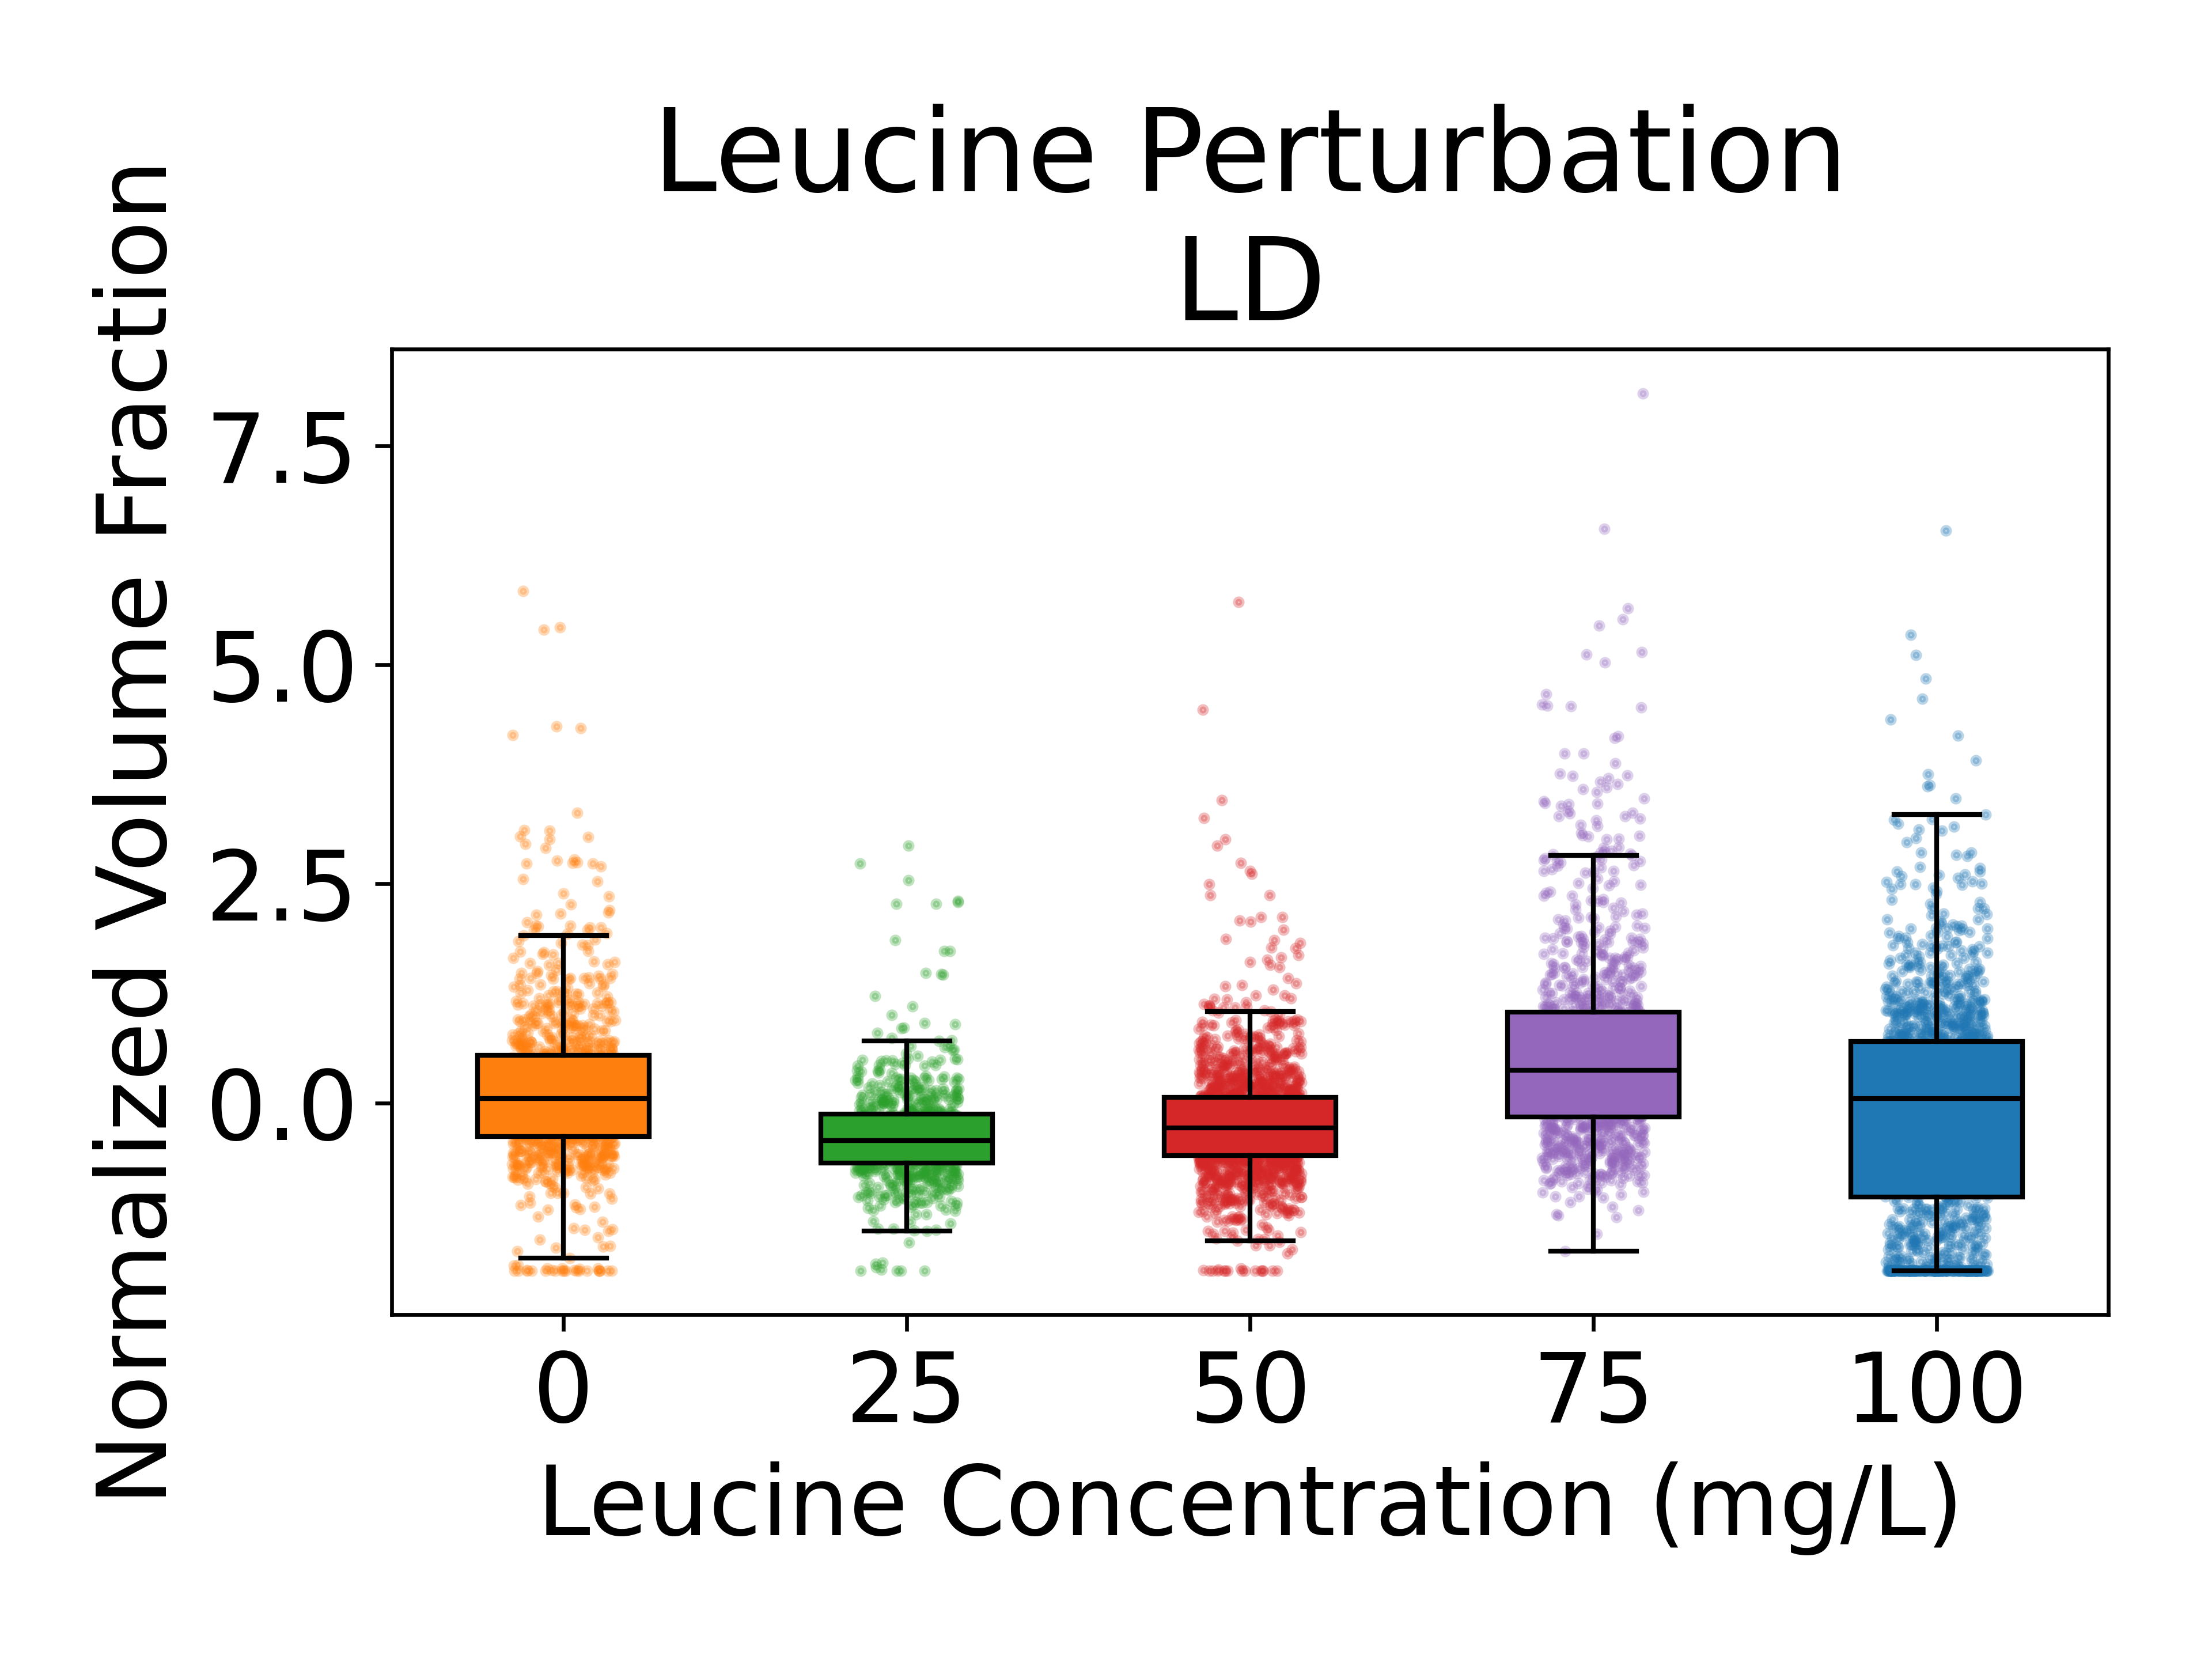 Leucine Perturbation
LD
Normalized Volume Fraction
7.5
5.0
2.5
0.0
0 25 50 75 100
Leucine Concentration (mg/L)